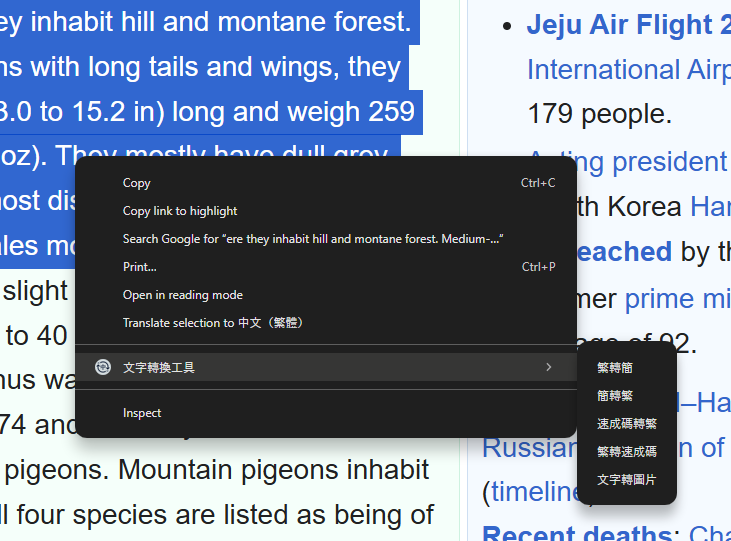 ey inhabit hill and montane forest.
ns with long tails and wings, they
3.0 to 15.2 in) long and weigh 259
oz). They mostly have dull grey
ost dis
ales mo
slight
to 40
nus wa
74 and
pigeons. Mountain pigeons inhabit
ll four species are listed as being of
Copy Ctrl+C
Copy link to highlight
Search Google for “ere they inhabit hill and montane forest. Medium-...”
Print... Ctrl+P
Open in reading mode
Translate selection to 中文（繁體）
文字轉換工具
Inspect
繁轉簡
簡轉繁
速成碼轉繁
繁轉速成碼
文字轉圖片
• Jeju Air Flight 2
International Airp
179 people.
Acting president
th Korea Han
eached by th
mer prime mi
age of 92.
l–Ha
Russian n of
(timeline)
Recent deaths: Cha